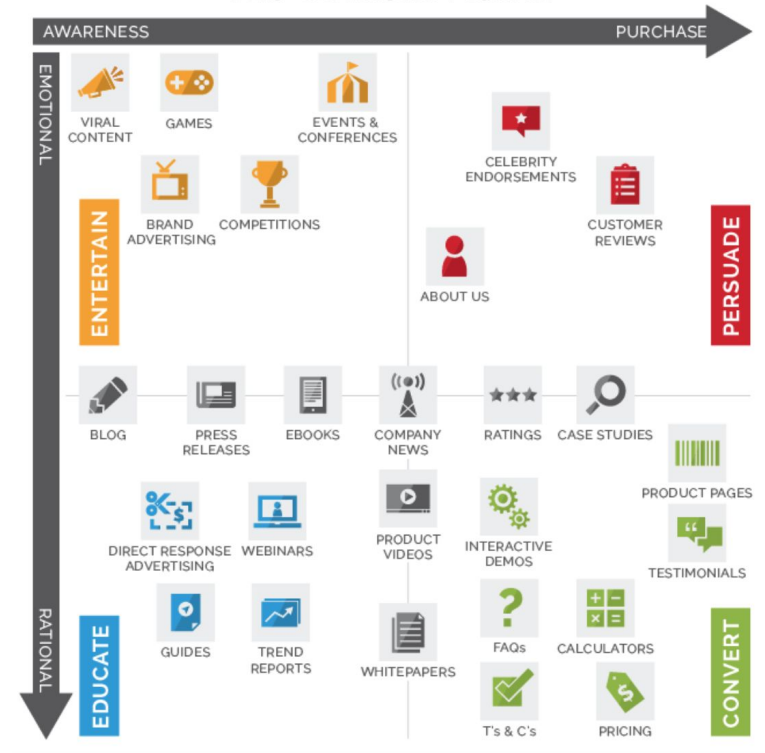 AWARENESS
PURCHASE
EMOTIONAL
VIRAL
CONTENT
GAMES
EVENTS &
CONFERENCES
CELEBRITY
ENDORSEMENTS
BRAND
ADVERTISING
COMPETITIONS
CUSTOMER
REVIEWS
ENTERTAIN
ABOUT US
PERSUADE
BLOG
PRESS
RELEASES
EBOOKS
COMPANY
NEWS
RATINGS
CASE STUDIES
PRODUCT PAGES
DIRECT RESPONSE
ADVERTISING
WEBINARS
PRODUCT
VIDEOS
INTERACTIVE
DEMOS
TESTIMONIALS
RATIONAL
EDUCATE
GUIDES
TREND
REPORTS
WHITEPAPERS
FAQs
CALCULATORS
CONVERT
T's & C's
PRICING